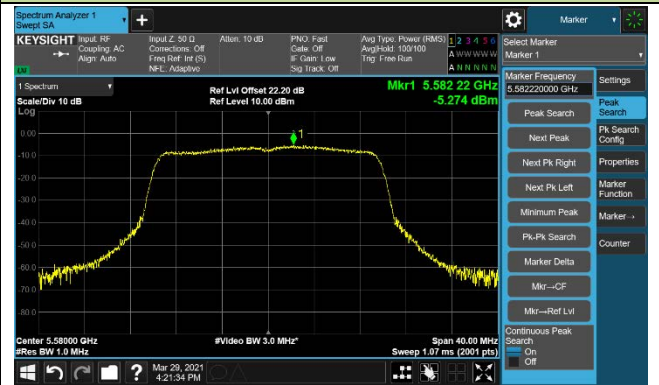 Spectrum Analyzer 1
Swept SA
+
Marker
KEYSIGHT Input: RF Input Z: 50 Ω Atten: 10 dB PNO: Fast Avg Type: Power (RMS) 1 2 3 4 5 6
Coupling: AC Corrections: Off Gate: Off Avg|Hold: 100/100 A W W W W W
Align: Auto Freq Ref: Int (S) IF Gain: Low Trig: Free Run
NFE: Adaptive Sig Track: Off A N N N N N
Select Marker
Marker 1
1 Spectrum
Scale/Div 10 dB
Log
Ref Lvl Offset 22.20 dB
Ref Level 10.00 dBm
Mkr1 5.582 22 GHz
-5.274 dBm
Marker Frequency
5.582220000 GHz
Peak Search
Next Peak
Next Pk Right
Next Pk Left
Minimum Peak
Pk-Pk Search
Marker Delta
Mkr→CF
Mkr→Ref Lvl
Continuous Peak
Search
On
Off
Settings
Peak
Search
Pk Search
Config
Properties
Marker
Function
Marker→
Counter
1
0.00
-10.0
-20.0
-30.0
-40.0
-50.0
-60.0
-70.0
-80.0
Center 5.58000 GHz #Video BW 3.0 MHz* Span 40.00 MHz
#Res BW 1.0 MHz Sweep 1.07 ms (2001 pts)
? Mar 29, 2021
4:21:34 PM